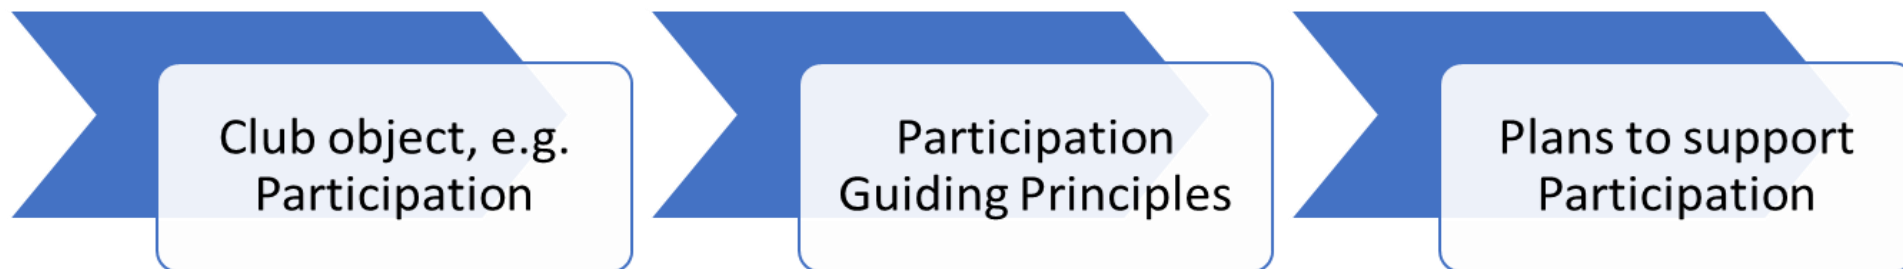 Club object, e.g.
Participation
Participation
Guiding Principles
Plans to support
Participation